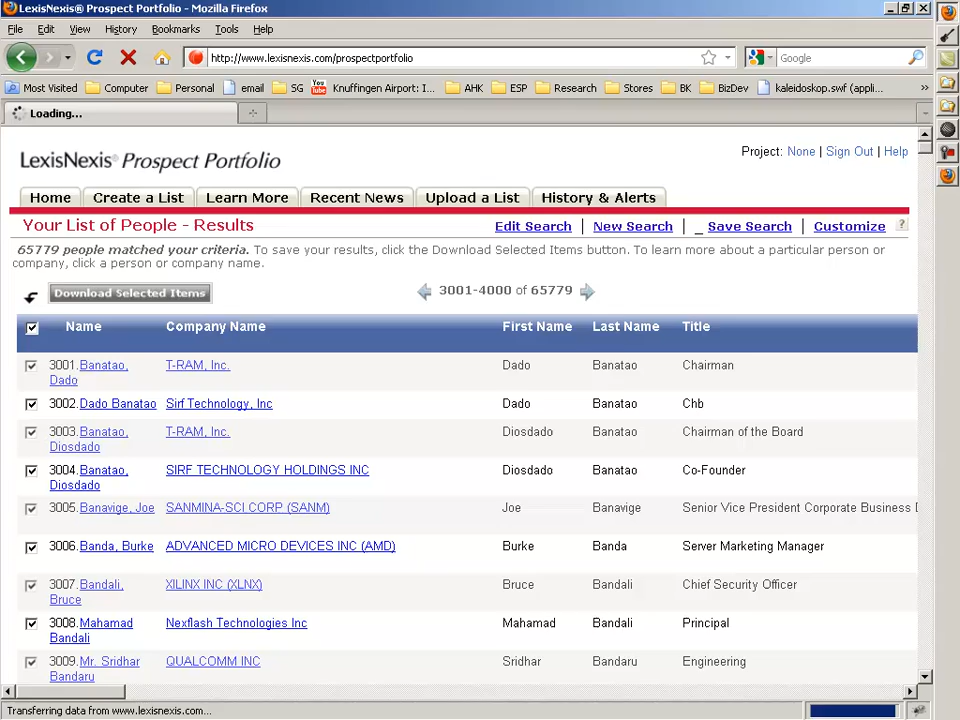 LexisNexis® Prospect Portfolio - Mozilla Firefox
File Edit View History Bookmarks Tools Help
http://www.lexisnexis.com/prospectportfolio
Google
Most Visited Computer Personal email SG Knuffingen Airport: I... AHK ESP Research Stores BK BizDev kaleidoskop.swf (appli... »
Loading...
LexisNexis® Prospect Portfolio
Project: None | Sign Out | Help
Home Create a List Learn More Recent News Upload a List History & Alerts
Your List of People - Results
Edit Search | New Search | _ Save Search | Customize ?
65779 people matched your criteria. To save your results, click the Download Selected Items button. To learn more about a particular person or
company, click a person or company name.
Download Selected Items
3001-4000 of 65779
Name Company Name First Name Last Name Title
3001. Banatao, T-RAM, Inc. Dado Banatao Chairman
Dado
3002. Dado Banatao Sirf Technology, Inc Dado Banatao Chb
3003. Banatao, T-RAM, Inc. Diosdado Banatao Chairman of the Board
Diosdado
3004. Banatao, SIRF TECHNOLOGY HOLDINGS INC Diosdado Banatao Co-Founder
Diosdado
3005. Banavige, Joe SANMINA-SCI CORP (SANM) Joe Banavige Senior Vice President Corporate Business
3006. Banda, Burke ADVANCED MICRO DEVICES INC (AMD) Burke Banda Server Marketing Manager
3007. Bandali, XILINX INC (XLNX) Bruce Bandali Chief Security Officer
Bruce
3008. Mahamad Nexflash Technologies Inc Mahamad Bandali Principal
Bandali
3009. Mr. Sridhar QUALCOMM INC Sridhar Bandaru Engineering
Bandaru
Transferring data from www.lexisnexis.com...